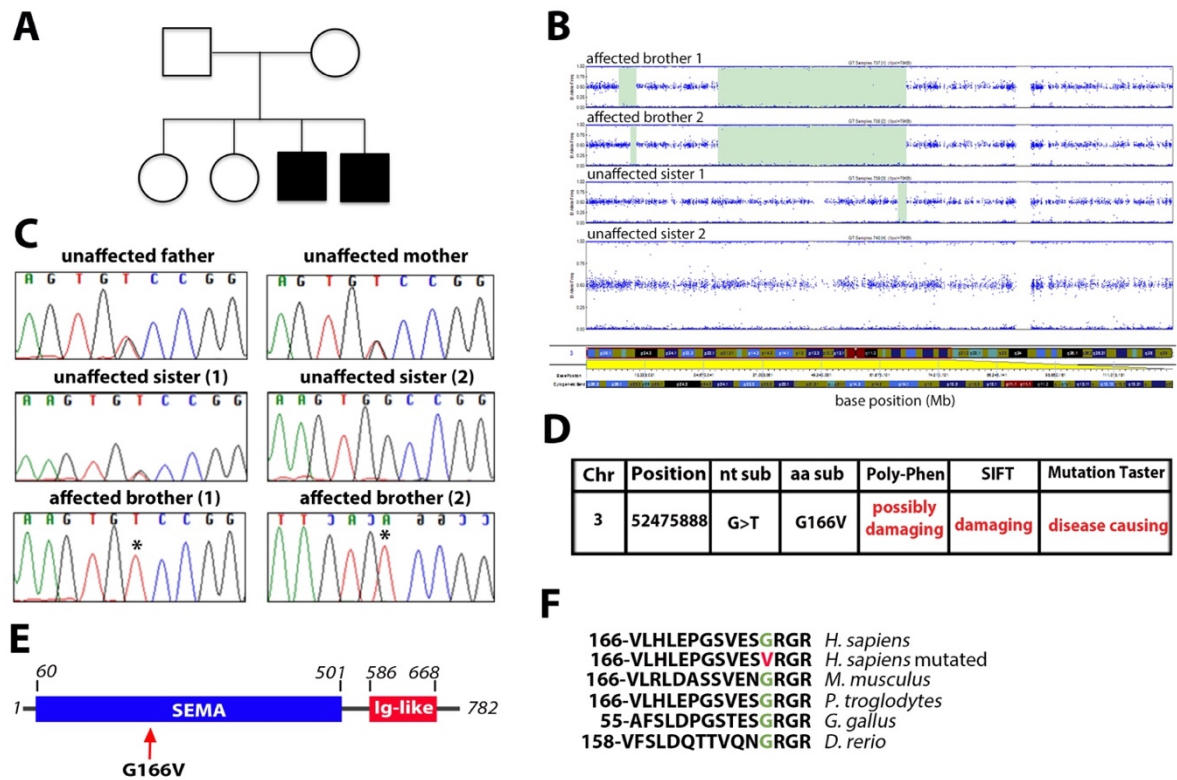 A
B
affected brother 1
affected brother 2
unaffected sister 1
unaffected sister 2
base position (Mb)
C
unaffected father
unaffected mother
A G T G T C C G G
A G T G T C C G G
naffected sister (1)
unaffected sister (2)
A A G T G T C C G G
A A G T G G C C G
affected brother (1)
affected brother (2)
A A G T G T C C G G
*
T T C A C A
*
D
Chr Position nt sub aa sub Poly-Phen SIFT Mutation Taster
3 52475888 G>T G166V possibly damaging damaging disease causing
E
60 501 586 668
1 SEMA Ig-like 782
G166V
F
166-VLHLEPGSVESGRGR H. sapiens
166-VLHLEPGSVESVRGR H. sapiens mutated
166-VLRLDASSVENGRGR M. musculus
166-VLHLEPGSVESGRGR P. troglodytes
55-AFSLDPGSTESGRGR G. gallus
158-VFSLDQTTVQNGRGR D. rerio